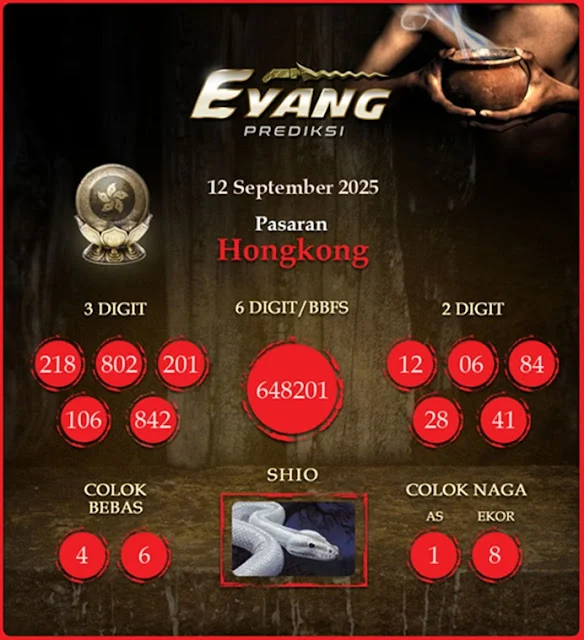 EYANG
PREDIKSI
12 September 2025
Pasaran
Hongkong
3 DIGIT
6 DIGIT/BBFS
2 DIGIT
218 802 201
106 842
648201
12 06 84
28 41
COLOK
BEBAS
4 6
SHIO
COLOK NAGA
AS EKOR
1 8